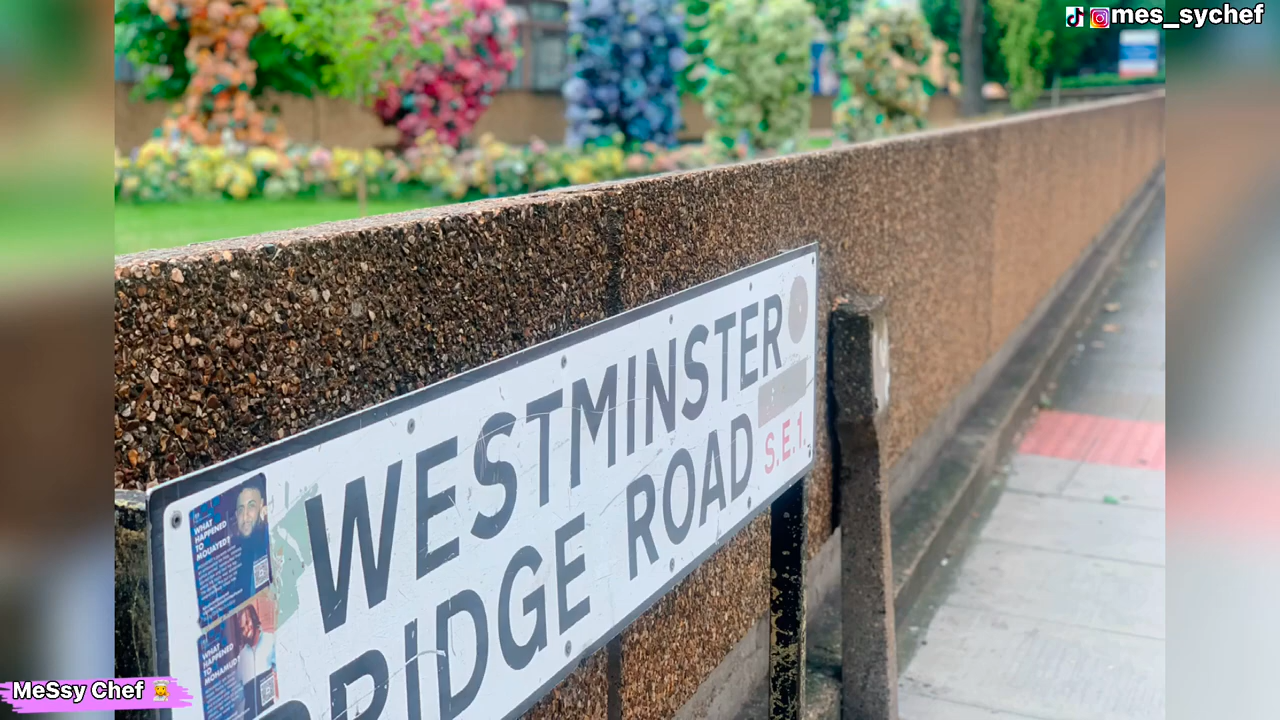 mes_sychef
WESTMINSTER
BRIDGE ROAD
S.E.1.
WHAT
HAPPENED
TO
MOUAYED?
WHAT
HAPPENED
TO
MOHAMUD?
MeSsy Chef